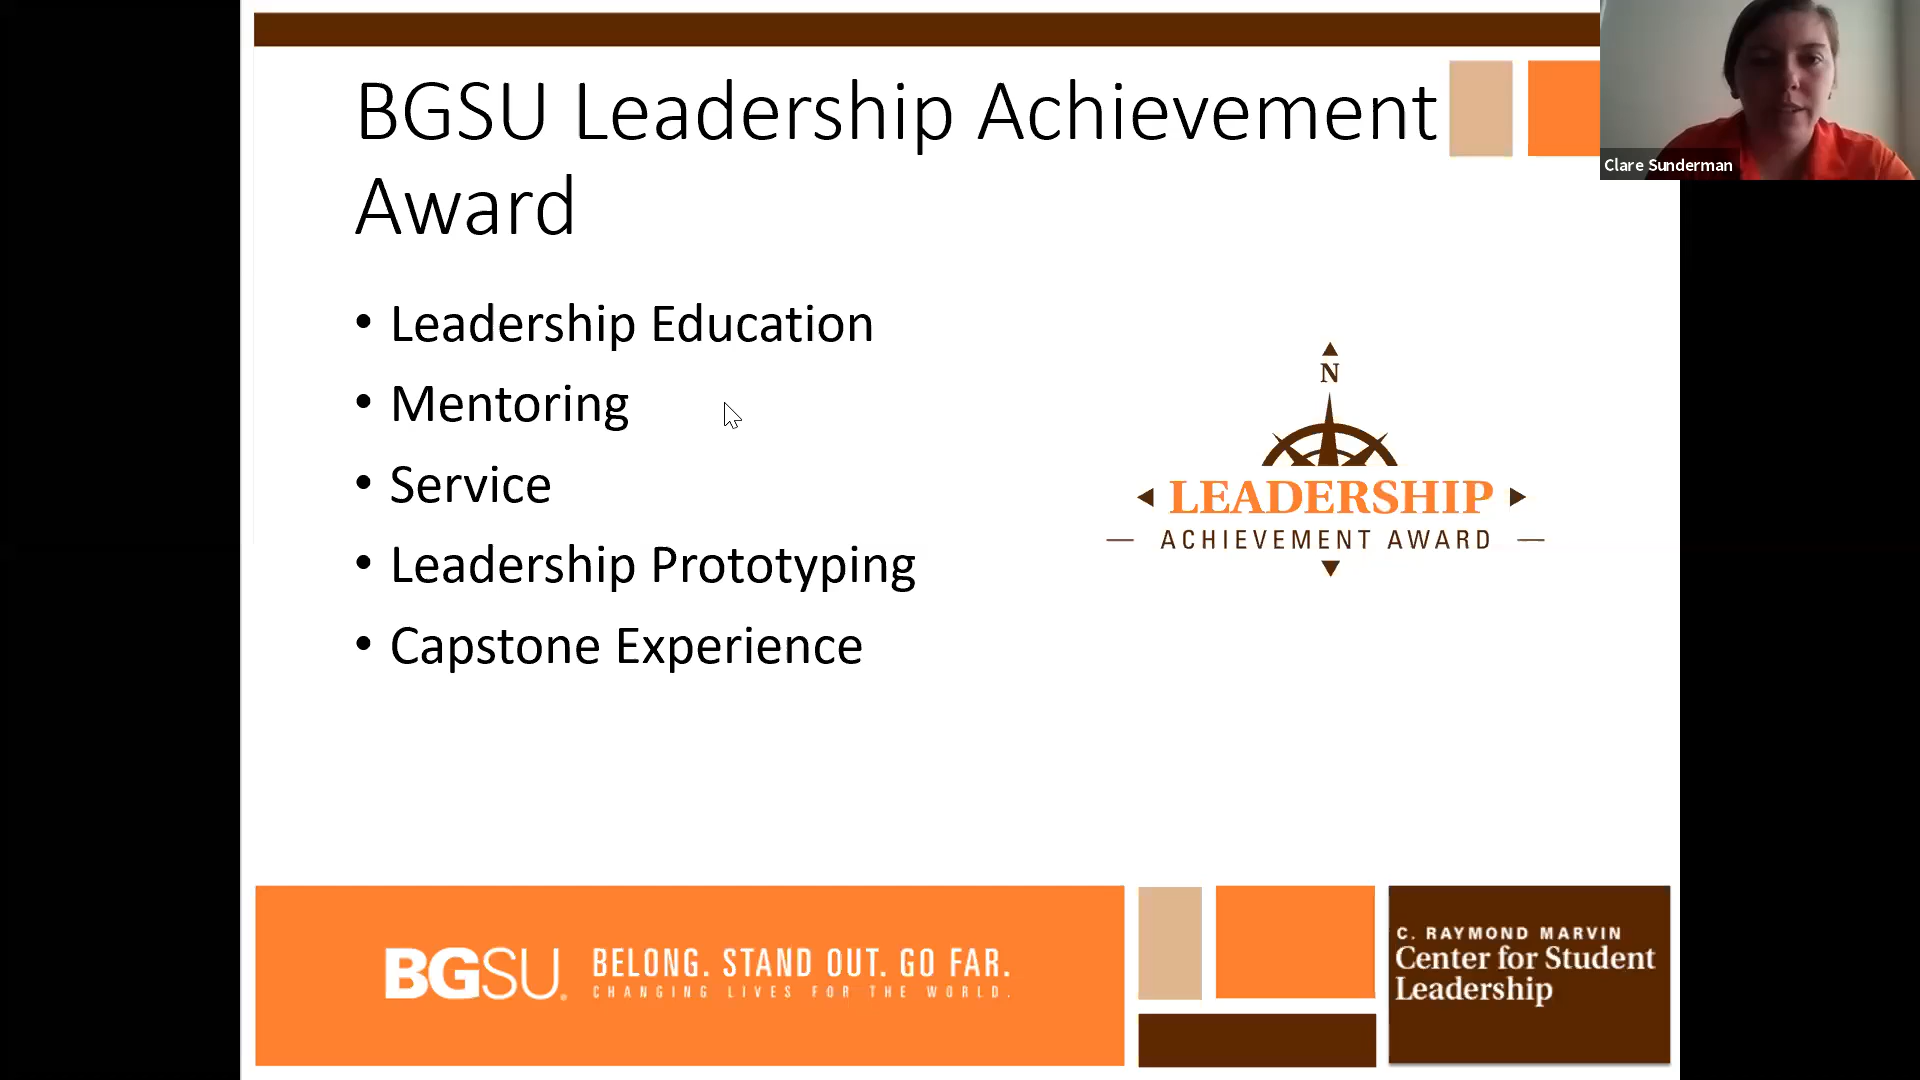 BGSU Leadership Achievement
Award
Clare Sunderman
• Leadership Education
• Mentoring
• Service
• Leadership Prototyping
• Capstone Experience
N
LEADERSHIP
ACHIEVEMENT AWARD
BGSU.
BELONG. STAND OUT. GO FAR.
CHANGING LIVES FOR THE WORLD.
C. RAYMOND MARVIN
Center for Student
Leadership